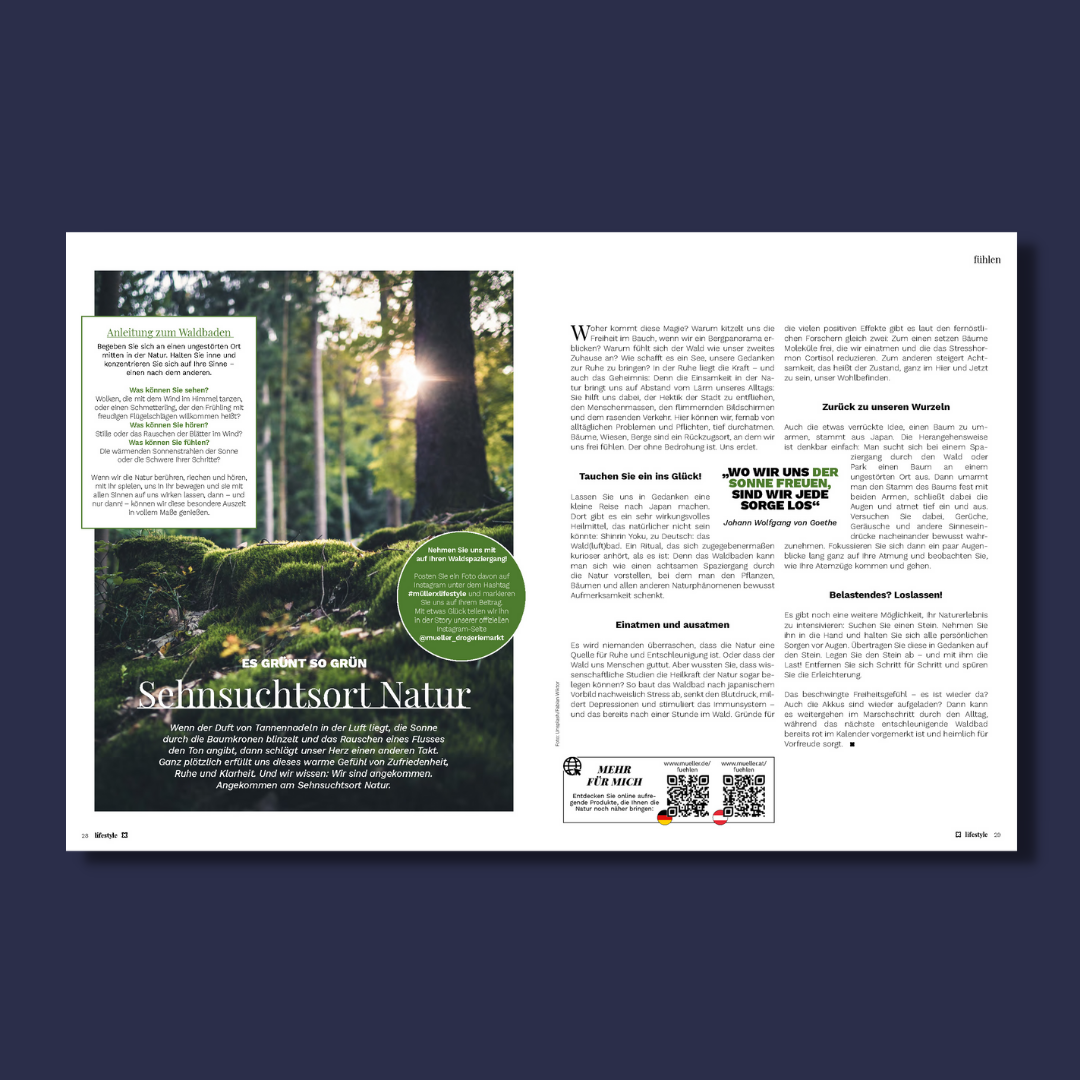 Anleitung zum Waldbaden
Begeben Sie sich an einen ungestörten Ort
mitten in der Natur. Halten Sie inne und
konzentrieren sie sich auf Ihre Sinne –
einen nach dem anderen.
Was können Sie sehen?
Wolken, die mit dem Wind im Himmel tanzen,
oder einen Schmetterling, der den Frühling mit
freudigen Flügelschlägen willkommen heißt?
Was können Sie hören?
Stille oder das Rauschen der Blätter im Wind?
Was können Sie fühlen?
Die wärmenden Sonnenstrahlen der Sonne
oder die Schwere Ihrer Schritte?
Wenn wir die Natur berühren, riechen und hören,
mit ihr spielen, uns in ihr bewegen und sie mit
allen Sinnen auf uns wirken lassen, dann – und
nur dann! – können wir diese besondere Auszeit
in vollem Maße genießen.
Nehmen Sie uns mit
auf Ihren Waldspaziergang!
Posten Sie ein Foto davon auf
Instagram unter dem Hashtag
#müllerxlifestyle und markieren
Sie uns auf Ihrem Beitrag.
Mit etwas Glück teilen wir ihn
in der Story unserer offiziellen
Instagram-Seite
@mueller_drogeriemarkt
ES GRÜNT SO GRÜN
Sehnsuchtsort Natur
Wenn der Duft von Tannennadeln in der Luft liegt, die Sonne
durch die Baumkronen blinzelt und das Rauschen eines Flusses
den Ton angibt, dann schlägt unser Herz einen anderen Takt.
Ganz plötzlich erfüllt uns dieses warme Gefühl von Zufriedenheit,
Ruhe und Klarheit. Und wir wissen: Wir sind angekommen.
Angekommen am Sehnsuchtsort Natur.
28 lifestyle
fühlen
Woher kommt diese Magie? Warum kitzelt uns die
Freiheit im Bauch, wenn wir ein Bergpanorama er-
blicken? Warum fühlt sich der Wald wie unser zweites
Zuhause an? Wie schafft es ein See, unsere Gedanken
zur Ruhe zu bringen? In der Ruhe liegt die Kraft – und
auch das Geheimnis: Denn die Einsamkeit in der Na-
tur bringt uns auf Abstand vom Lärm unseres Alltags:
Sie hilft uns dabei, der Hektik der Stadt zu entfliehen,
den Menschenmassen, den flimmernden Bildschirmen
und dem rasenden Verkehr. Hier können wir, fernab von
alltäglichen Problemen und Pflichten, tief durchatmen.
Bäume, Wiesen, Berge sind ein Rückzugsort, an dem wir
uns frei fühlen. Der ohne Bedrohung ist. Uns erdet.
Tauchen Sie ein ins Glück!
Lassen Sie uns in Gedanken eine
kleine Reise nach Japan machen.
Dort gibt es ein sehr wirkungsvolles
Heilmittel, das natürlicher nicht sein
könnte: Shinrin Yoku, zu Deutsch: das
Wald(luft)bad. Ein Ritual, das sich zugegebenermaßen
kurioser anhört, als es ist: Denn das Waldbaden kann
man sich wie einen achtsamen Spaziergang durch
die Natur vorstellen, bei dem man den Pflanzen,
Bäumen und allen anderen Naturphänomenen bewusst
Aufmerksamkeit schenkt.
Einatmen und ausatmen
Es wird niemanden überraschen, dass die Natur eine
Quelle für Ruhe und Entschleunigung ist. Oder dass der
Wald uns Menschen guttut. Aber wussten Sie, dass wis-
senschaftliche Studien die Heilkraft der Natur sogar be-
legen können? So baut das Waldbad nach japanischem
Vorbild nachweislich Stress ab, senkt den Blutdruck, mil-
dert Depressionen und stimuliert das Immunsystem –
und das bereits nach einer Stunde im Wald. Gründe für
Foto: Unsplash/Fabian Wiktor
MEHR
FÜR MICH
Entdecken Sie online aufre-
gende Produkte, die Ihnen die
Natur noch näher bringen:
www.mueller.de/
fuehlen
www.mueller.at/
fuehlen
„WO WIR UNS DER
SONNE FREUEN,
SIND WIR JEDE
SORGE LOS“
Johann Wolfgang von Goethe
die vielen positiven Effekte gibt es laut den fernöstli-
chen Forschern gleich zwei: Zum einen setzen Bäume
Moleküle frei, die wir einatmen und die das Stresshor-
mon Cortisol reduzieren. Zum anderen steigert Acht-
samkeit, das heißt der Zustand, ganz im Hier und Jetzt
zu sein, unser Wohlbefinden.
Zurück zu unseren Wurzeln
Auch die etwas verrückte Idee, einen Baum zu um-
armen, stammt aus Japan. Die Herangehensweise
ist denkbar einfach: Man sucht sich bei einem Spa-
ziergang durch den Wald oder
Park einen Baum an einem
ungestörten Ort aus. Dann umarmt
man den Stamm des Baums fest mit
beiden Armen, schließt dabei die
Augen und atmet tief ein und aus.
Versuchen Sie dabei, Gerüche,
Geräusche und andere Sinnesein-
drücke nacheinander bewusst wahr-
zunehmen. Fokussieren Sie sich dann ein paar Augen-
blicke lang ganz auf Ihre Atmung und beobachten Sie,
wie Ihre Atemzüge kommen und gehen.
Belastendes? Loslassen!
Es gibt noch eine weitere Möglichkeit, Ihr Naturerlebnis
zu intensivieren: Suchen Sie einen Stein. Nehmen Sie
ihn in die Hand und halten Sie sich alle persönlichen
Sorgen vor Augen. Übertragen Sie diese in Gedanken auf
den Stein. Legen Sie den Stein ab – und mit ihm die
Last! Entfernen Sie sich Schritt für Schritt und spüren
Sie die Erleichterung.
Das beschwingte Freiheitsgefühl – es ist wieder da?
Auch die Akkus sind wieder aufgeladen? Dann kann
es weitergehen im Marschschritt durch den Alltag,
während das nächste entschleunigende Waldbad
bereits rot im Kalender vorgemerkt ist und heimlich für
Vorfreude sorgt.
lifestyle 29